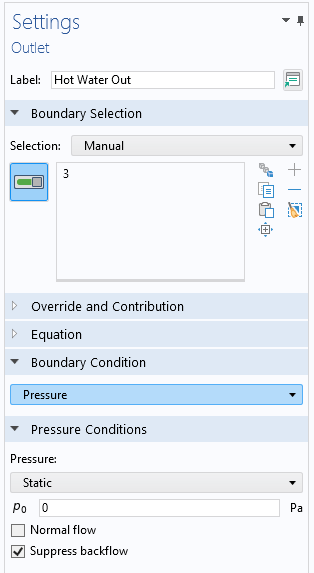 Settings
Outlet
Label: Hot Water Out
Boundary Selection
Selection: Manual
3
Override and Contribution
Equation
Boundary Condition
Pressure
Pressure Conditions
Pressure:
Static
p₀ 0 Pa
Normal flow
Suppress backflow